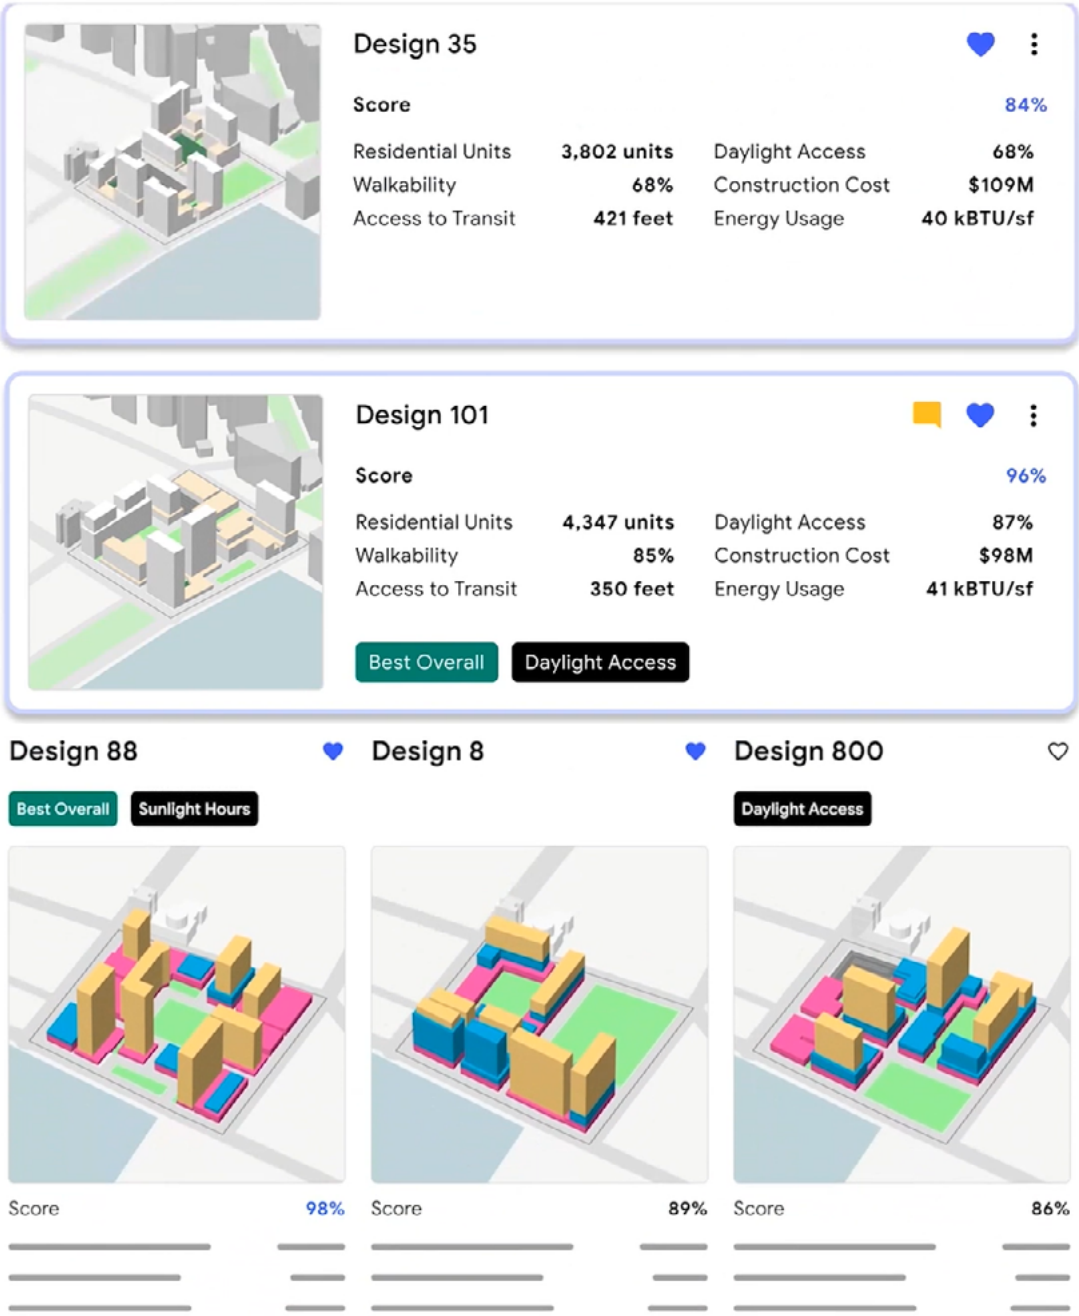 Design 35
Score 84%
Residential Units 3,802 units Daylight Access 68%
Walkability 68% Construction Cost $109M
Access to Transit 421 feet Energy Usage 40 kBTU/sf
Design 101
Score 96%
Residential Units 4,347 units Daylight Access 87%
Walkability 85% Construction Cost $98M
Access to Transit 350 feet Energy Usage 41 kBTU/sf
Best Overall Daylight Access
Design 88 Design 8 Design 800
Best Overall Sunlight Hours Daylight Access
Score 98% Score 89% Score 86%